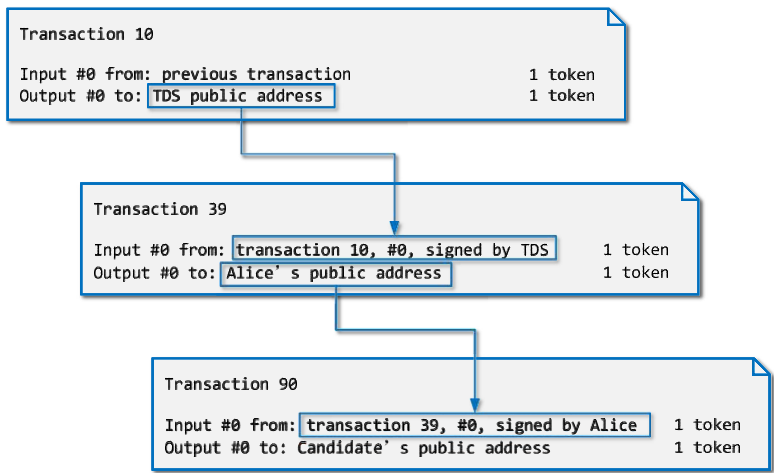 Transaction 10
Input #0 from: previous transaction 1 token
Output #0 to: TDS public address 1 token
Transaction 39
Input #0 from: transaction 10, #0, signed by TDS 1 token
Output #0 to: Alice's public address 1 token
Transaction 90
Input #0 from: transaction 39, #0, signed by Alice 1 token
Output #0 to: Candidate's public address 1 token